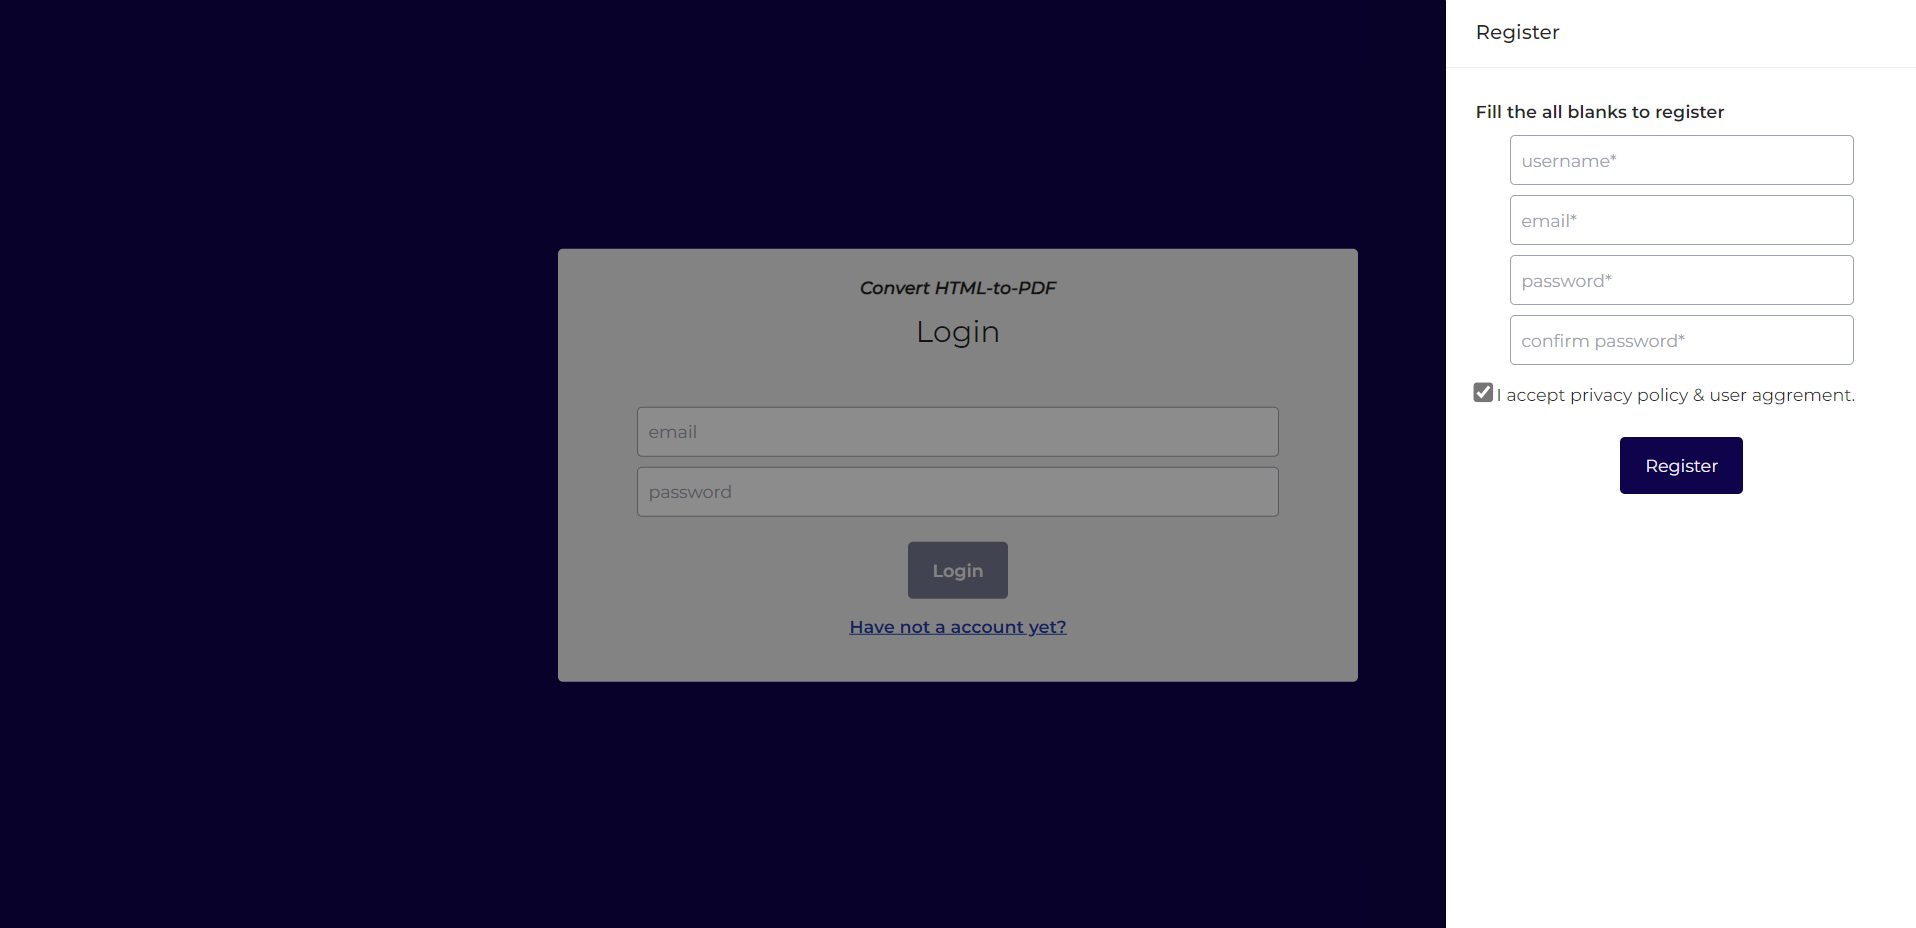 Register
Fill the all blanks to register
username*
email*
password*
confirm password*
I accept privacy policy & user aggrement.
Register
Convert HTML-to-PDF
Login
email
password
Login
Have not a account yet?